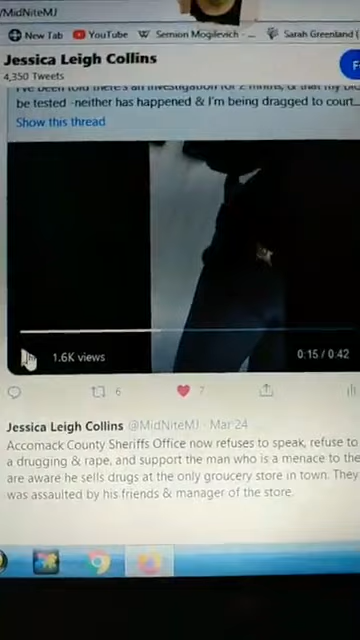 /MidNiteMJ
New Tab YouTube Semion Mogilevich - ... Sarah Greenland (
Jessica Leigh Collins
4,350 Tweets
I've been told there's an investigation for 2 months, or that my
be tested -neither has happened & I'm being dragged to court...
Show this thread
1.6K views 0:15 / 0:42
6 7
Jessica Leigh Collins @MidNiteMJ · Mar 24
Accomack County Sheriffs Office now refuses to speak, refuse to
a drugging & rape, and support the man who is a menace to the
are aware he sells drugs at the only groucery store in town. They
was assaulted by his friends & manager of the store.